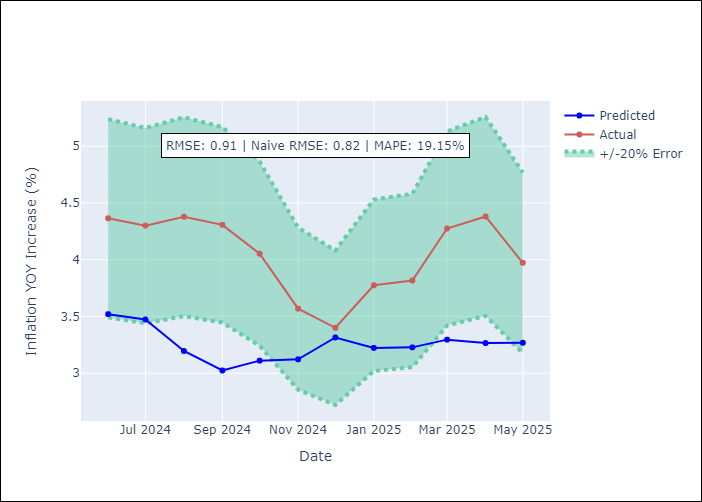 RMSE: 0.91 | Naive RMSE: 0.82 | MAPE: 19.15%
Predicted
Actual
+/-20% Error
Inflation YOY Increase (%)
5
4.5
4
3.5
3
Jul 2024 Sep 2024 Nov 2024 Jan 2025 Mar 2025 May 2025
Date